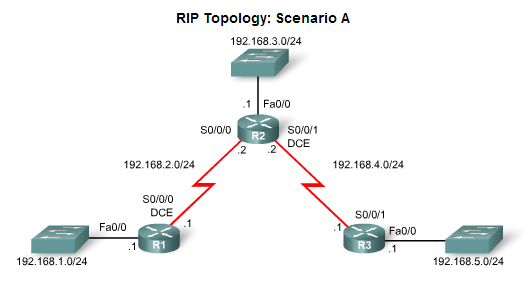 RIP Topology: Scenario A
192.168.3.0/24
.1 Fa0/0
S0/0/0 R2 S0/0/1
DCE
.2 .2
192.168.2.0/24 192.168.4.0/24
S0/0/0
DCE
S0/0/1
Fa0/0 .1 .1 Fa0/0
.1 R1 R3 .1
192.168.1.0/24 192.168.5.0/24